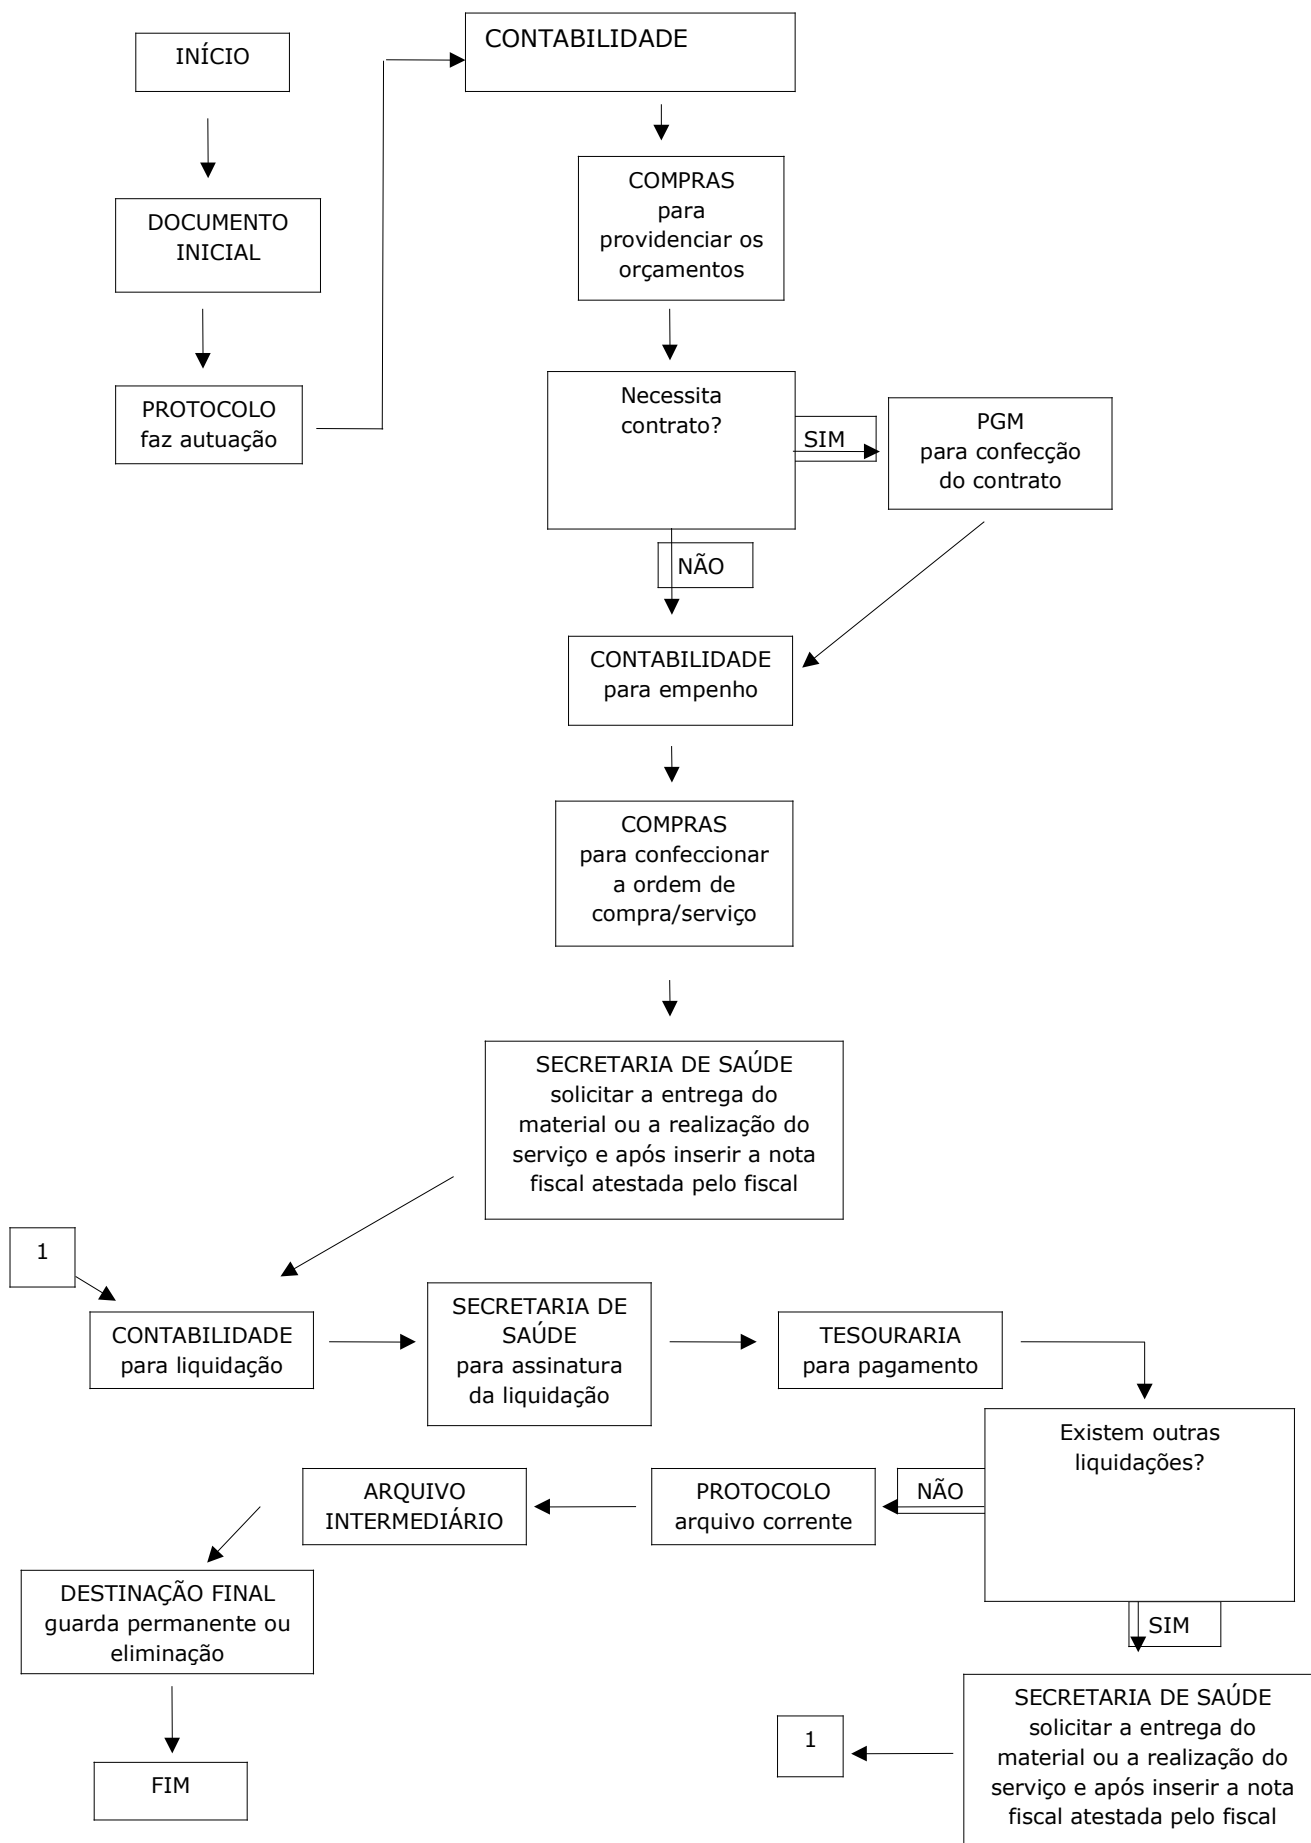 INÍCIO
DOCUMENTO
INICIAL
PROTOCOLO
faz autuação
CONTABILIDADE
COMPRAS
para
providenciar os
orçamentos
Necessita
contrato?
SIM
PGM
para confecção
do contrato
NÃO
CONTABILIDADE
para empenho
COMPRAS
para confeccionar
a ordem de
compra/serviço
SECRETARIA DE SAÚDE
solicitar a entrega do
material ou a realização do
serviço e após inserir a nota
fiscal atestada pelo fiscal
1
CONTABILIDADE
para liquidação
SECRETARIA DE
SAÚDE
para assinatura
da liquidação
TESOURARIA
para pagamento
Existem outras
liquidações?
NÃO
PROTOCOLO
arquivo corrente
ARQUIVO
INTERMEDIÁRIO
DESTINAÇÃO FINAL
guarda permanente ou
eliminação
FIM
SIM
SECRETARIA DE SAÚDE
solicitar a entrega do
material ou a realização do
serviço e após inserir a nota
fiscal atestada pelo fiscal
1